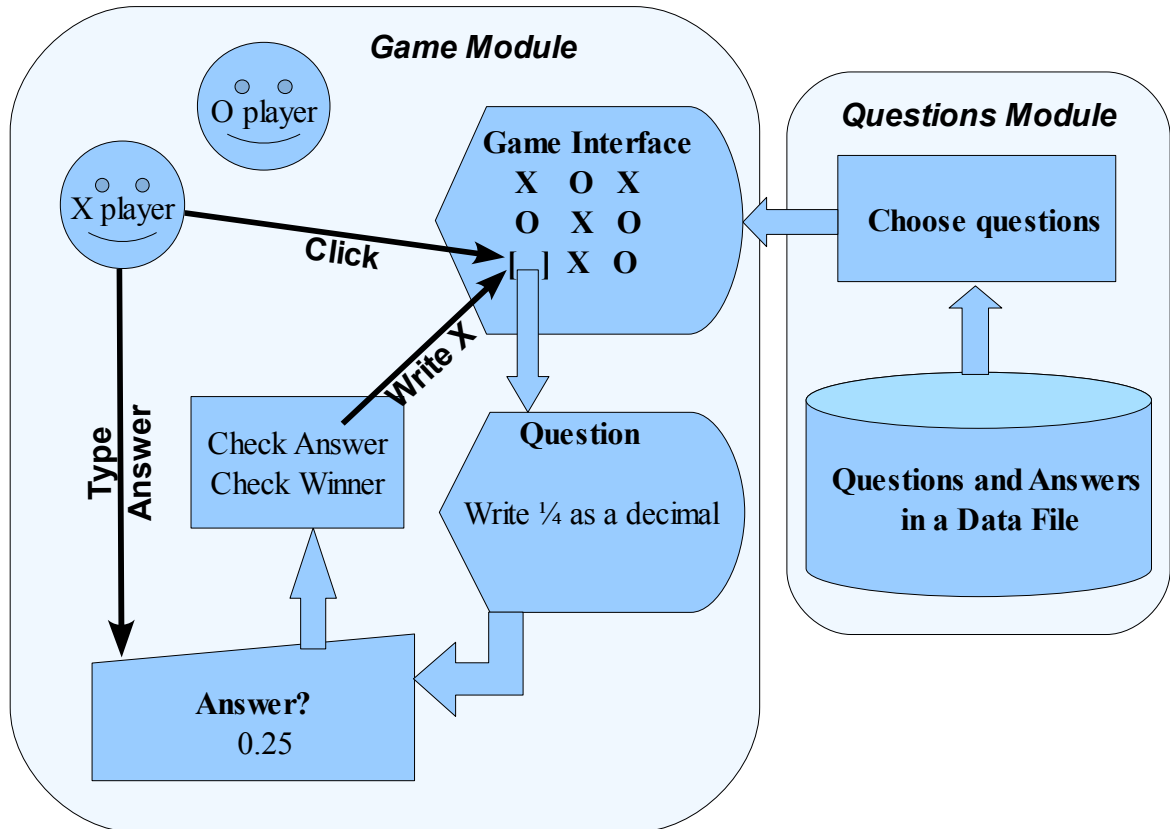 Game Module
O player
X player
Click
Type
Answer
Write X
Game Interface
X O X
O X O
[ ] X O
Check Answer
Check Winner
Question
Write ¼ as a decimal
Answer?
0.25
Questions Module
Choose questions
Questions and Answers
in a Data File